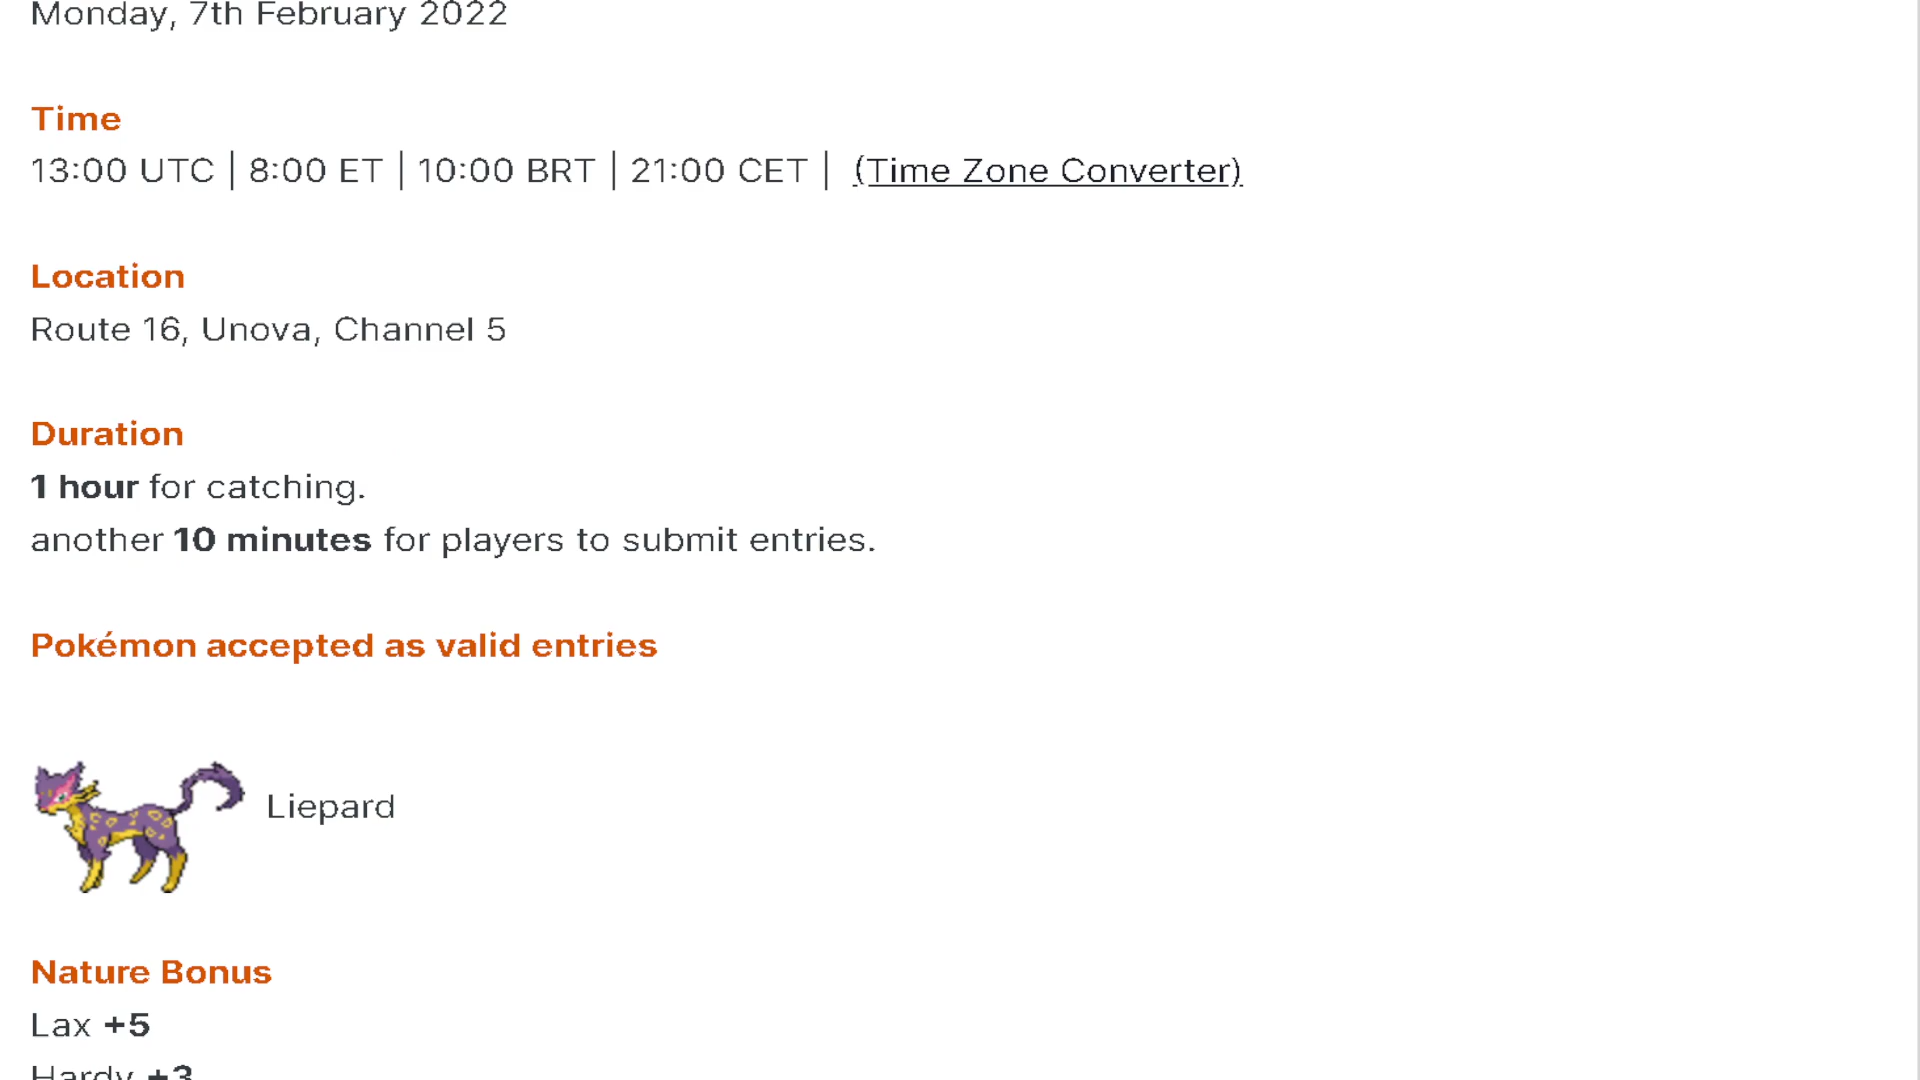 Monday, 7th February 2022
Time
13:00 UTC | 8:00 ET | 10:00 BRT | 21:00 CET | (Time Zone Converter)
Location
Route 16, Unova, Channel 5
Duration
1 hour for catching.
another 10 minutes for players to submit entries.
Pokémon accepted as valid entries
Liepard
Nature Bonus
Lax +5
Hardy +3